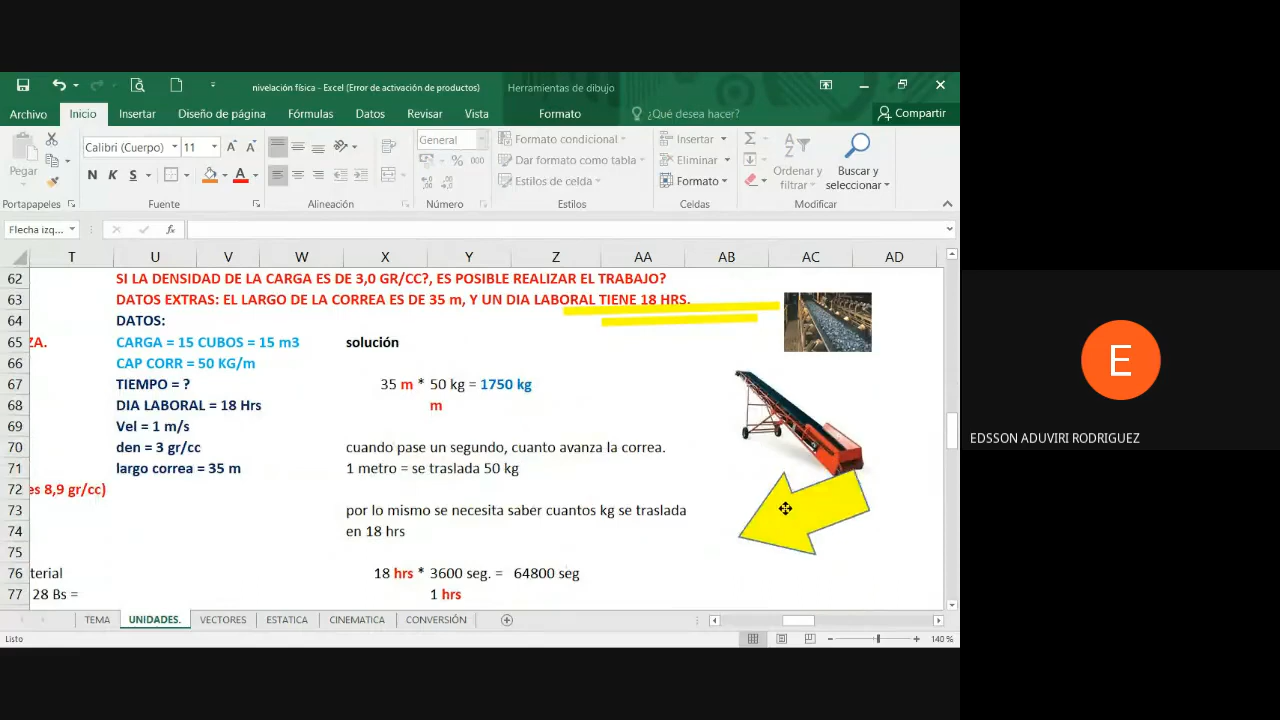 nivelación física - Excel (Error de activación de productos)
Herramientas de dibujo
Archivo
Inicio
Insertar
Diseño de página
Fórmulas
Datos
Revisar
Vista
Formato
¿Qué desea hacer?
Compartir
Pegar
Calibri (Cuerpo)
11
N K S
General
% 000
Formato condicional
Dar formato como tabla
Estilos de celda
Insertar
Eliminar
Formato
Ordenar y filtrar
Buscar y seleccionar
Portapapeles
Fuente
Alineación
Número
Estilos
Celdas
Modificar
Flecha izq...
fx
T U V W X Y Z AA AB AC AD
62 SI LA DENSIDAD DE LA CARGA ES DE 3,0 GR/CC?, ES POSIBLE REALIZAR EL TRABAJO?
63 DATOS EXTRAS: EL LARGO DE LA CORREA ES DE 35 m, Y UN DIA LABORAL TIENE 18 HRS.
64 DATOS:
65 ZA. CARGA = 15 CUBOS = 15 m3 solución
66 CAP CORR = 50 KG/m
67 TIEMPO = ? 35 m * 50 kg = 1750 kg
68 DIA LABORAL = 18 Hrs m
69 Vel = 1 m/s
70 den = 3 gr/cc cuando pase un segundo, cuanto avanza la correa.
71 largo correa = 35 m 1 metro = se traslada 50 kg
72 es 8,9 gr/cc)
73 por lo mismo se necesita saber cuantos kg se traslada
74 en 18 hrs
75
76 terial 18 hrs * 3600 seg. = 64800 seg
77 28 Bs = 1 hrs
TEMA
UNIDADES.
VECTORES
ESTATICA
CINEMATICA
CONVERSIÓN
Listo
140 %
E
EDSSON ADUVIRI RODRIGUEZ